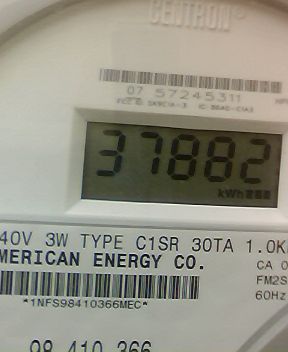 CENTRON®
07 57245311
37882
kWh
40V 3W TYPE C1SR 30TA 1.0K
MERICAN ENERGY CO.
CA 0
FM2S
60Hz
*1NFS98410366MEC*
98 410 366